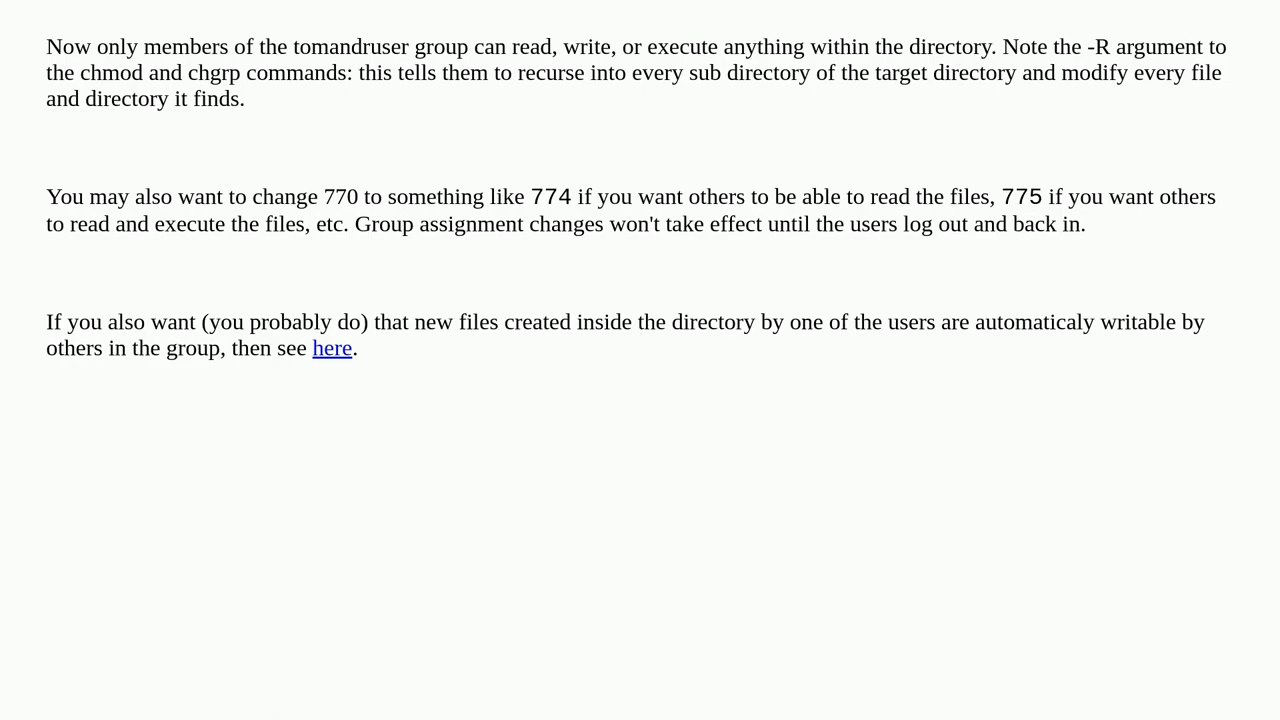 Now only members of the tomandruser group can read, write, or execute anything within the directory. Note the -R argument to
the chmod and chgrp commands: this tells them to recurse into every sub directory of the target directory and modify every file
and directory it finds.
You may also want to change 770 to something like 774 if you want others to be able to read the files, 775 if you want others
to read and execute the files, etc. Group assignment changes won't take effect until the users log out and back in.
If you also want (you probably do) that new files created inside the directory by one of the users are automaticaly writable by
others in the group, then see here.